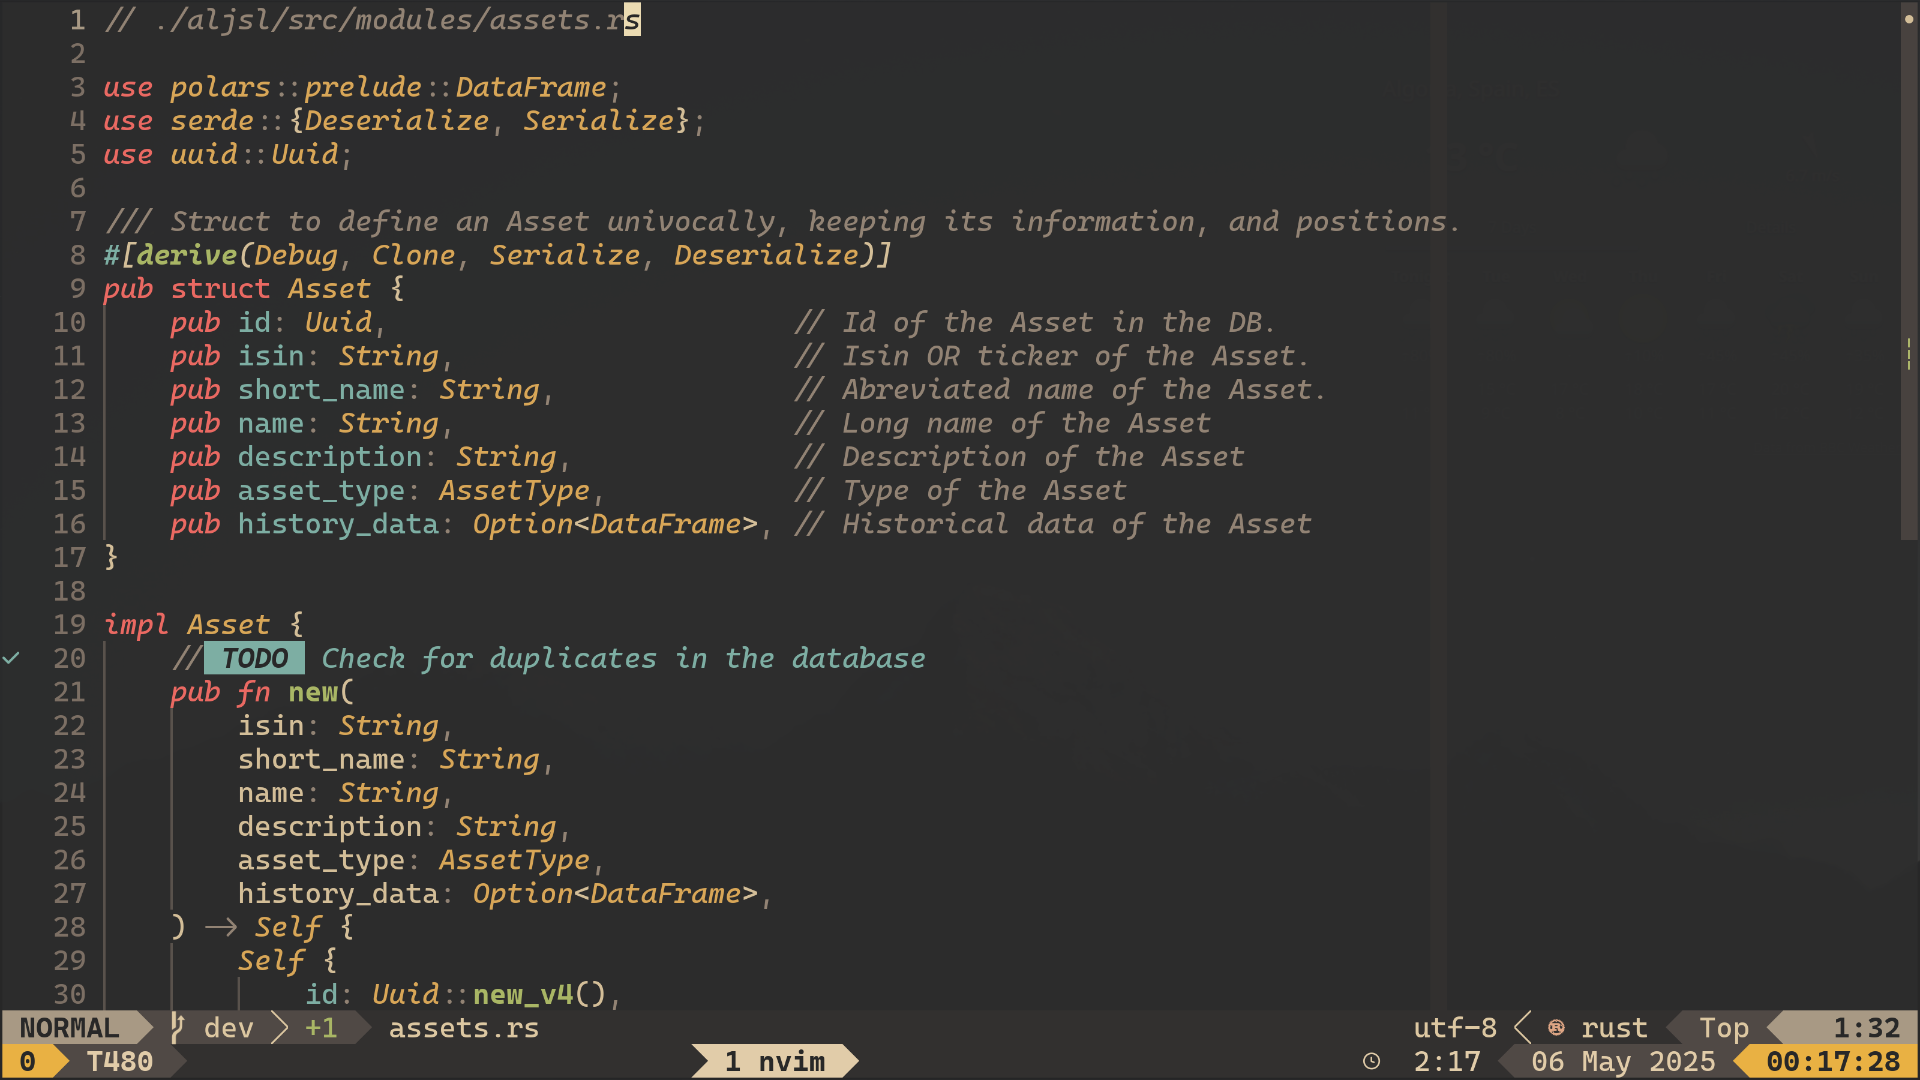 1 // ./aljsl/src/modules/assets.rs
2
3 use polars::prelude::DataFrame;
4 use serde::{Deserialize, Serialize};
5 use uuid::Uuid;
6
7 /// Struct to define an Asset univocally, keeping its information, and positions.
8 #[derive(Debug, Clone, Serialize, Deserialize)]
9 pub struct Asset {
10     pub id: Uuid,                         // Id of the Asset in the DB.
11     pub isin: String,                     // Isin OR ticker of the Asset.
12     pub short_name: String,               // Abreviated name of the Asset.
13     pub name: String,                     // Long name of the Asset
14     pub description: String,              // Description of the Asset
15     pub asset_type: AssetType,            // Type of the Asset
16     pub history_data: Option<DataFrame>,  // Historical data of the Asset
17 }
18
19 impl Asset {
20     // TODO Check for duplicates in the database
21     pub fn new(
22         isin: String,
23         short_name: String,
24         name: String,
25         description: String,
26         asset_type: AssetType,
27         history_data: Option<DataFrame>,
28     ) -> Self {
29         Self {
30             id: Uuid::new_v4(),
NORMAL dev +1 assets.rs utf-8 rust Top 1:32
0 T480 1 nvim 2:17 06 May 2025 00:17:28